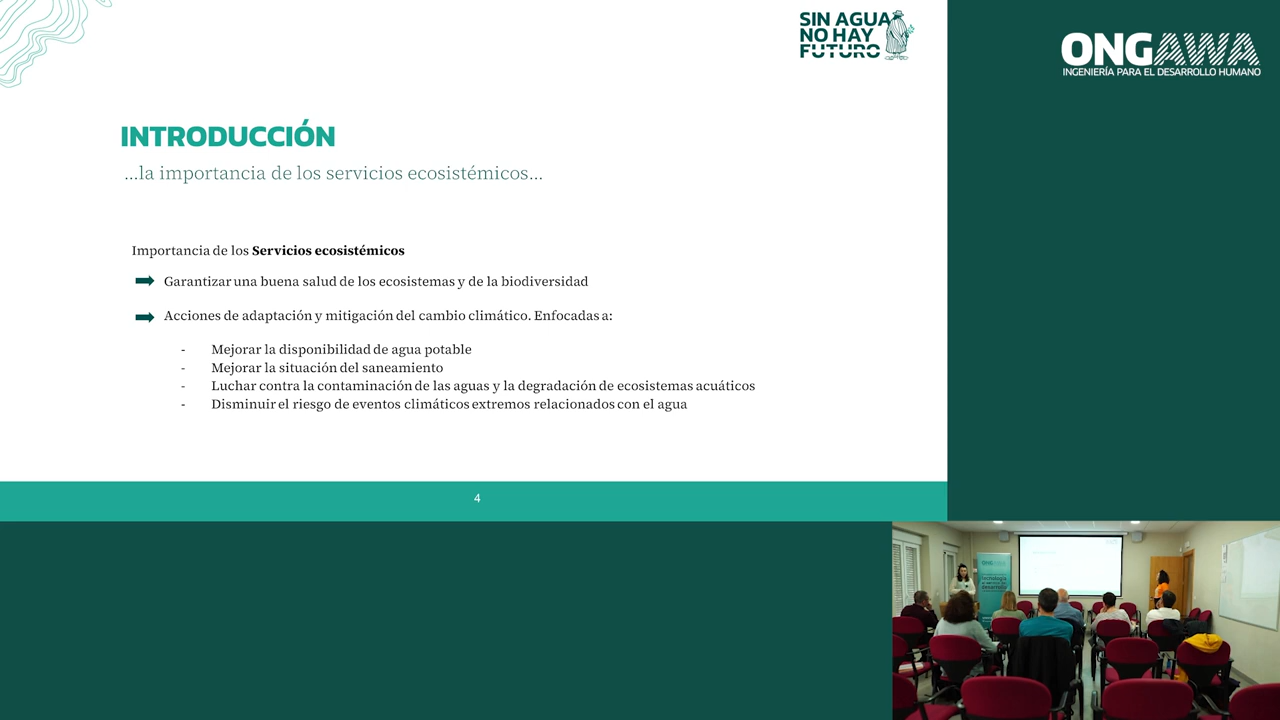 SIN AGUA
NO HAY
FUTURO
ONGAWA
INGENIERÍA PARA EL DESARROLLO HUMANO
INTRODUCCIÓN
...la importancia de los servicios ecosistémicos...
Importancia de los Servicios ecosistémicos
Garantizar una buena salud de los ecosistemas y de la biodiversidad
Acciones de adaptación y mitigación del cambio climático. Enfocadas a:
- Mejorar la disponibilidad de agua potable
- Mejorar la situación del saneamiento
- Luchar contra la contaminación de las aguas y la degradación de ecosistemas acuáticos
- Disminuir el riesgo de eventos climáticos extremos relacionados con el agua
4
ONGAWA